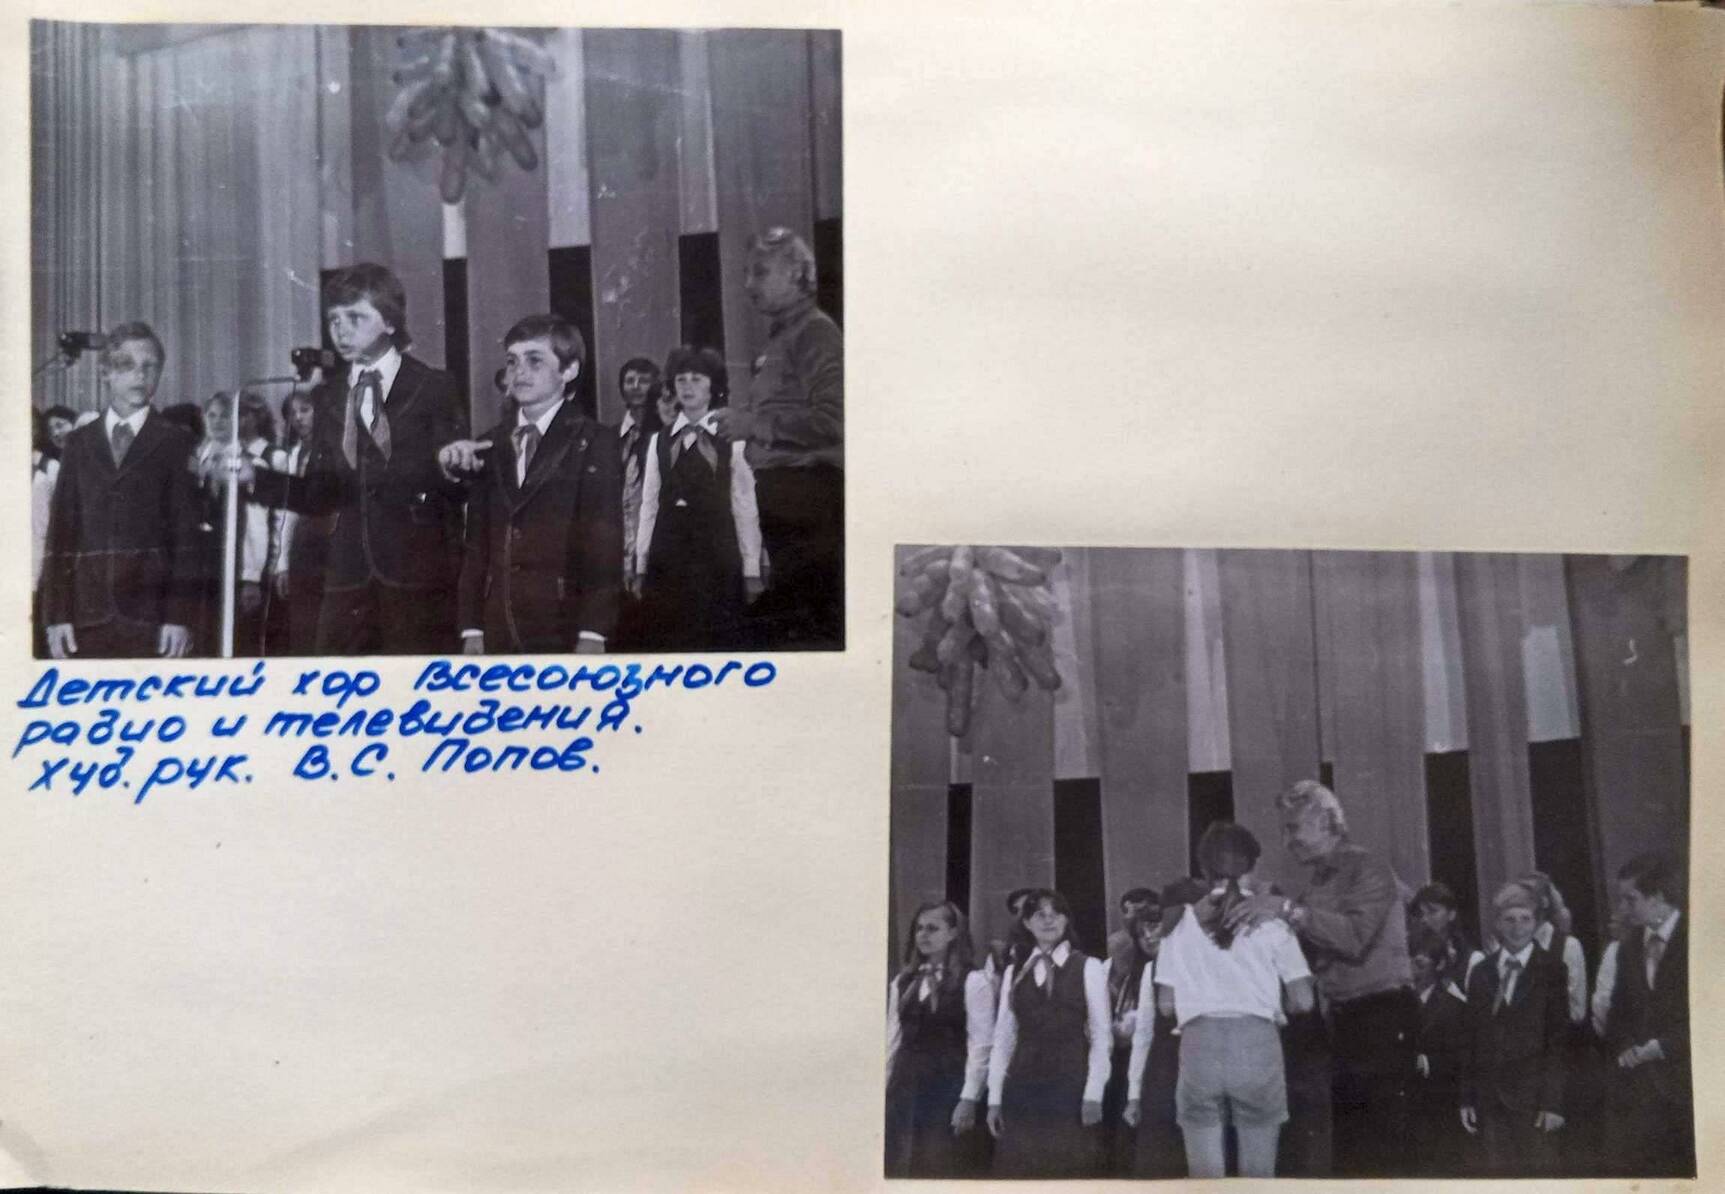 Детский хор Всесоюзного
радио и телевидения.
худ. рук. В. С. Попов.